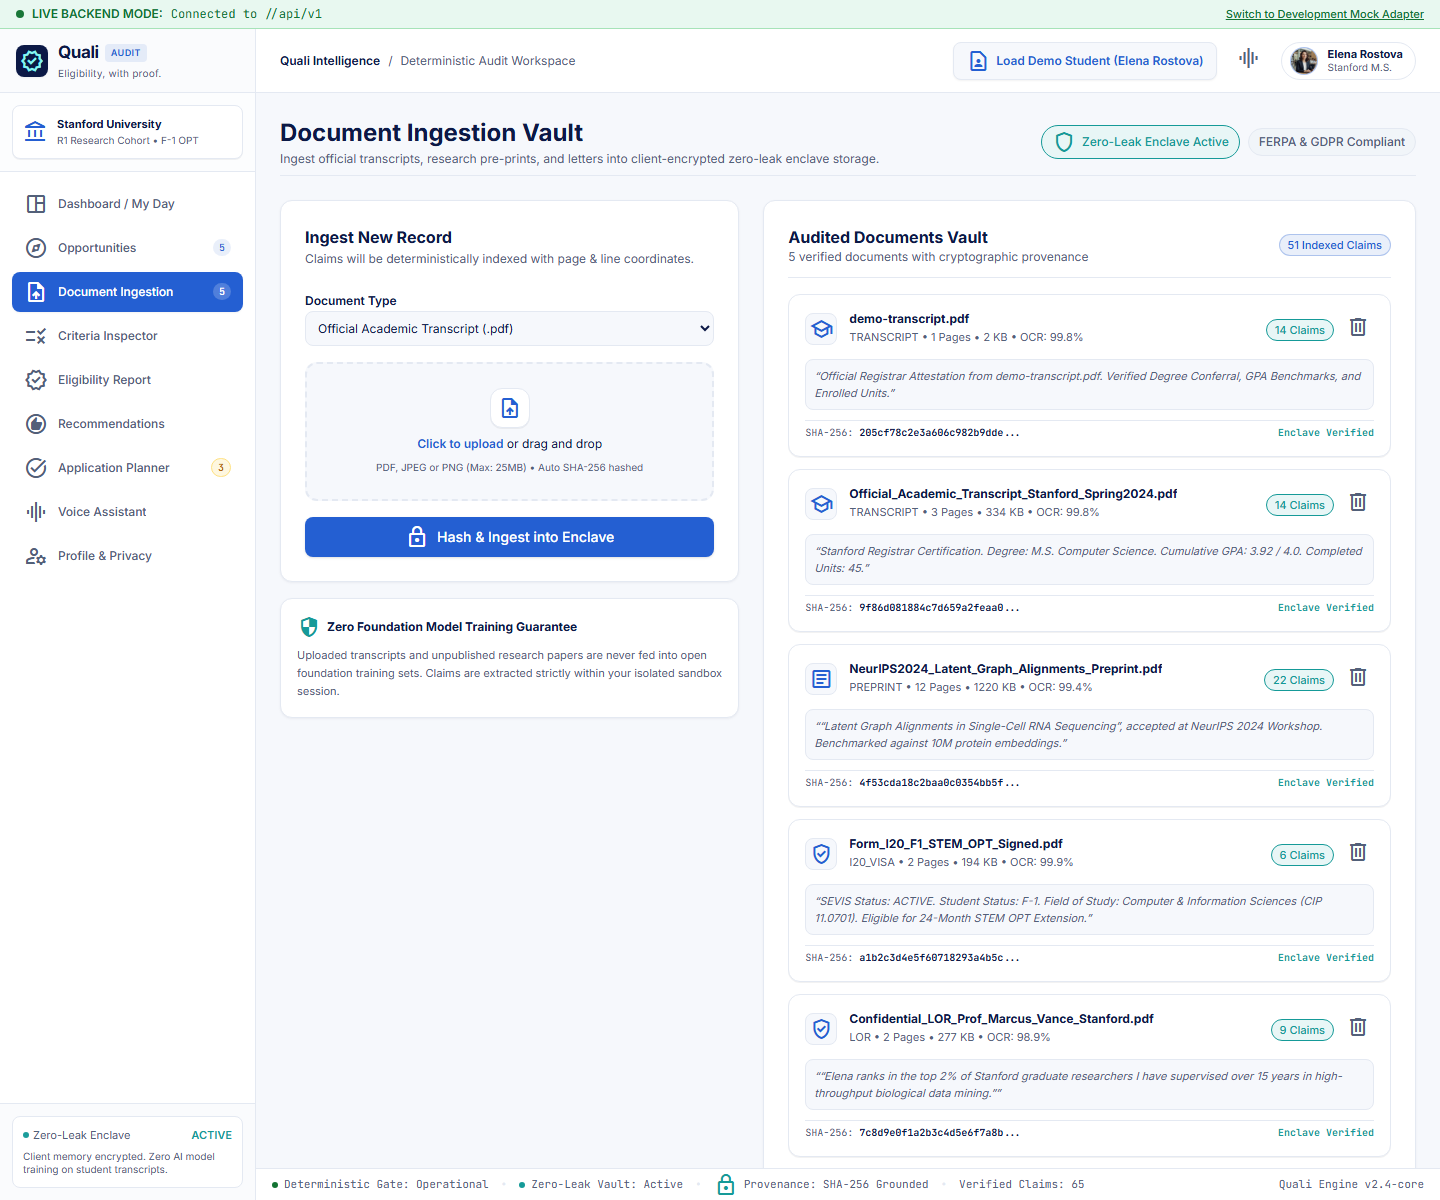 LIVE BACKEND MODE: Connected to //api/v1
Switch to Development Mock Adapter
Quali AUDIT
Eligibility, with proof.
Quali Intelligence / Deterministic Audit Workspace
Load Demo Student (Elena Rostova)
Elena Rostova
Stanford M.S.
Stanford University
R1 Research Cohort • F-1 OPT
Dashboard / My Day
Opportunities 5
Document Ingestion 5
Criteria Inspector
Eligibility Report
Recommendations
Application Planner 3
Voice Assistant
Profile & Privacy
Zero-Leak Enclave ACTIVE
Client memory encrypted. Zero AI model
training on student transcripts.
Document Ingestion Vault
Ingest official transcripts, research pre-prints, and letters into client-encrypted zero-leak enclave storage.
Zero-Leak Enclave Active
FERPA & GDPR Compliant
Ingest New Record
Claims will be deterministically indexed with page & line coordinates.
Document Type
Official Academic Transcript (.pdf)
Click to upload or drag and drop
PDF, JPEG or PNG (Max: 25MB) • Auto SHA-256 hashed
Hash & Ingest into Enclave
Zero Foundation Model Training Guarantee
Uploaded transcripts and unpublished research papers are never fed into open
foundation training sets. Claims are extracted strictly within your isolated sandbox
session.
Audited Documents Vault
5 verified documents with cryptographic provenance
51 Indexed Claims
demo-transcript.pdf
TRANSCRIPT • 1 Pages • 2 KB • OCR: 99.8%
14 Claims
“Official Registrar Attestation from demo-transcript.pdf. Verified Degree Conferral, GPA Benchmarks, and
Enrolled Units.”
SHA-256: 205cf78c2e3a606c982b9dde... Enclave Verified
Official_Academic_Transcript_Stanford_Spring2024.pdf
TRANSCRIPT • 3 Pages • 334 KB • OCR: 99.8%
14 Claims
“Stanford Registrar Certification. Degree: M.S. Computer Science. Cumulative GPA: 3.92 / 4.0. Completed
Units: 45.”
SHA-256: 9f86d081884c7d659a2feaa0... Enclave Verified
NeurIPS2024_Latent_Graph_Alignments_Preprint.pdf
PREPRINT • 12 Pages • 1220 KB • OCR: 99.4%
22 Claims
““Latent Graph Alignments in Single-Cell RNA Sequencing”, accepted at NeurIPS 2024 Workshop.
Benchmarked against 10M protein embeddings.”
SHA-256: 4f53cda18c2baa0c0354bb5f... Enclave Verified
Form_I20_F1_STEM_OPT_Signed.pdf
I20_VISA • 2 Pages • 194 KB • OCR: 99.9%
6 Claims
“SEVIS Status: ACTIVE. Student Status: F-1. Field of Study: Computer & Information Sciences (CIP
11.0701). Eligible for 24-Month STEM OPT Extension.”
SHA-256: a1b2c3d4e5f60718293a4b5c... Enclave Verified
Confidential_LOR_Prof_Marcus_Vance_Stanford.pdf
LOR • 2 Pages • 277 KB • OCR: 98.9%
9 Claims
““Elena ranks in the top 2% of Stanford graduate researchers I have supervised over 15 years in high-
throughput biological data mining.””
SHA-256: 7c8d9e0f1a2b3c4d5e6f7a8b... Enclave Verified
Deterministic Gate: Operational • Zero-Leak Vault: Active • Provenance: SHA-256 Grounded • Verified Claims: 65
Quali Engine v2.4-core